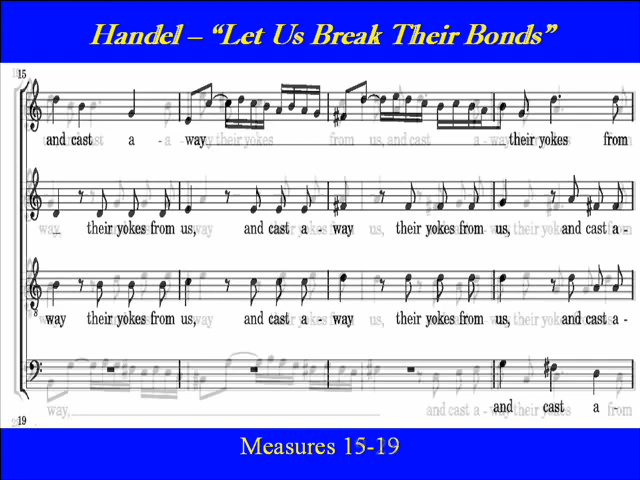 Handel – “Let Us Break Their Bonds”
15
and cast a - way their yokes from
their yokes from us, and cast a - way their yokes from us, and cast a -
way their yokes from us, and cast a - way their yokes from us, and cast a -
and cast a -
19
Measures 15-19